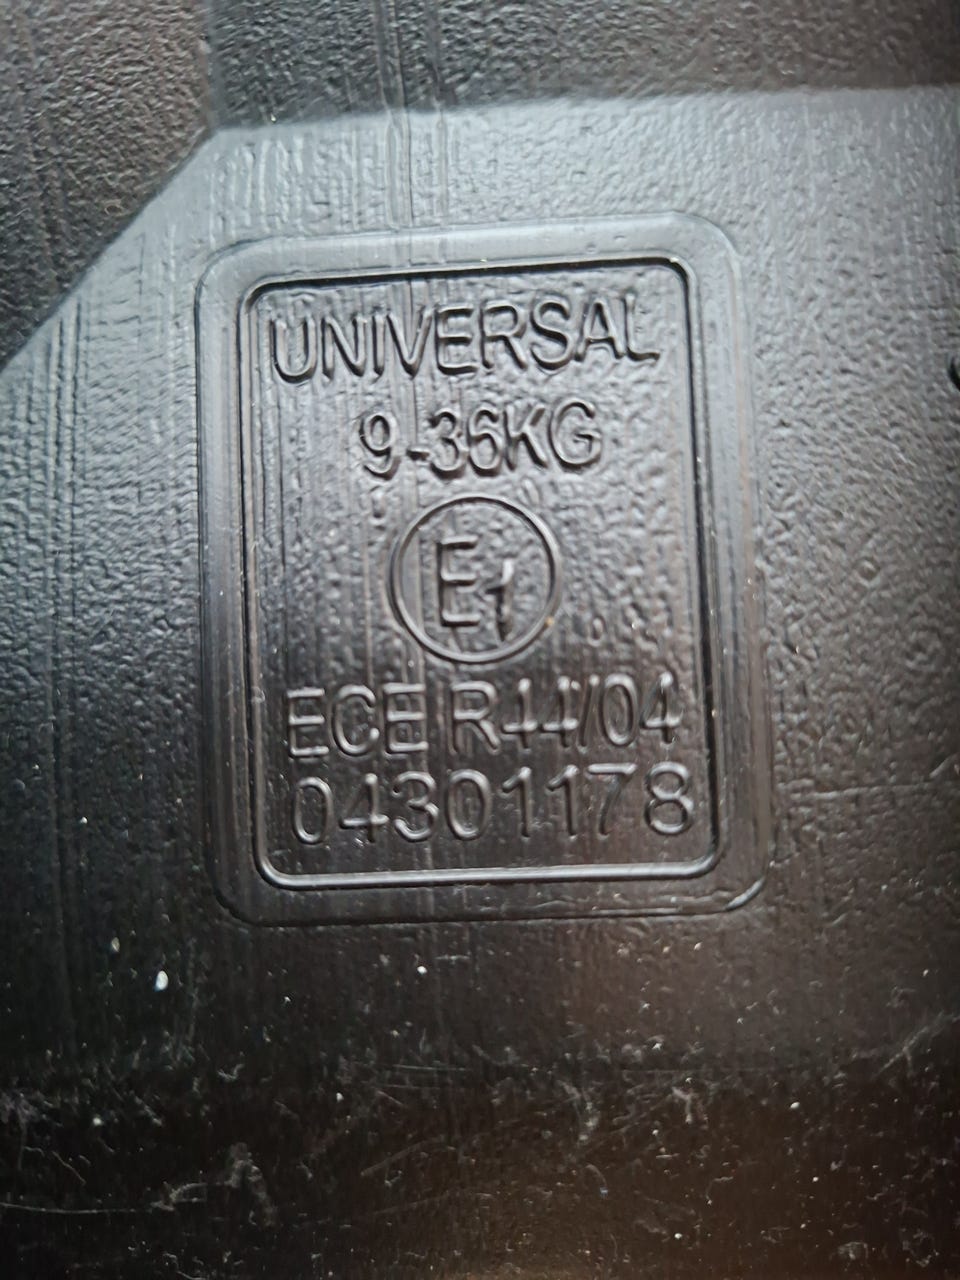 UNIVERSAL
9-36KG
E1
ECE R44/04
04301178